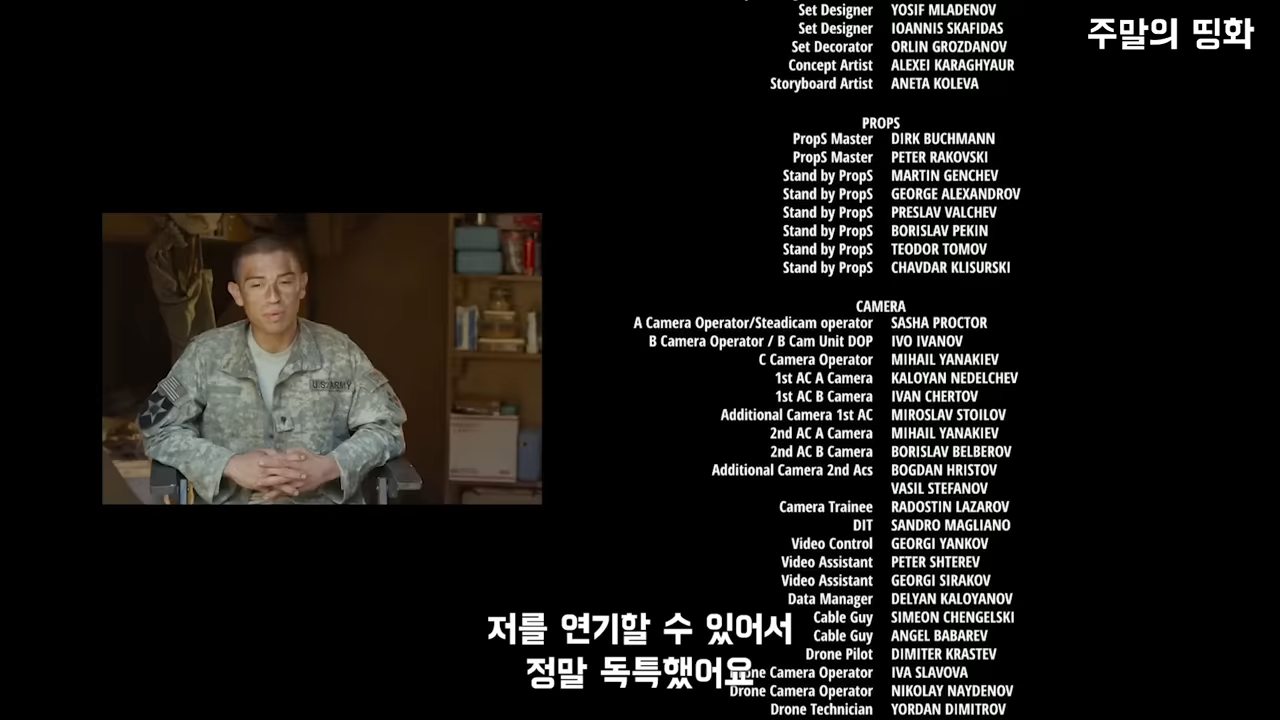 주말의 띵화
Set Designer YOSIF MLADENOV
Set Designer IOANNIS SKAFIDAS
Set Decorator ORLIN GROZDANOV
Concept Artist ALEXEI KARAGHYAUR
Storyboard Artist ANETA KOLEVA
PROPS
PropS Master DIRK BUCHMANN
PropS Master PETER RAKOVSKI
Stand by PropS MARTIN GENCHEV
Stand by PropS GEORGE ALEXANDROV
Stand by PropS PRESLAV VALCHEV
Stand by PropS BORISLAV PEKIN
Stand by PropS TEODOR TOMOV
Stand by PropS CHAVDAR KLISURSKI
CAMERA
A Camera Operator/Steadicam operator SASHA PROCTOR
B Camera Operator / B Cam Unit DOP IVO IVANOV
C Camera Operator MIHAIL YANAKIEV
1st AC A Camera KALOYAN NEDELCHEV
1st AC B Camera IVAN CHERTOV
Additional Camera 1st AC MIROSLAV STOILOV
2nd AC A Camera MIHAIL YANAKIEV
2nd AC B Camera BORISLAV BELBEROV
Additional Camera 2nd Acs BOGDAN HRISTOV
VASIL STEFANOV
Camera Trainee RADOSTIN LAZAROV
DIT SANDRO MAGLIANO
Video Control GEORGI YANKOV
Video Assistant PETER SHTEREV
Video Assistant GEORGI SIRAKOV
Data Manager DELYAN KALOYANOV
Cable Guy SIMEON CHENGELSKI
Cable Guy ANGEL BABAREV
Drone Pilot DIMITER KRASTEV
Camera Operator IVA SLAVOVA
Drone Camera Operator NIKOLAY NAYDENOV
Drone Technician YORDAN DIMITROV
U.S. ARMY
저를 연기할 수 있어서
정말 독특했어요